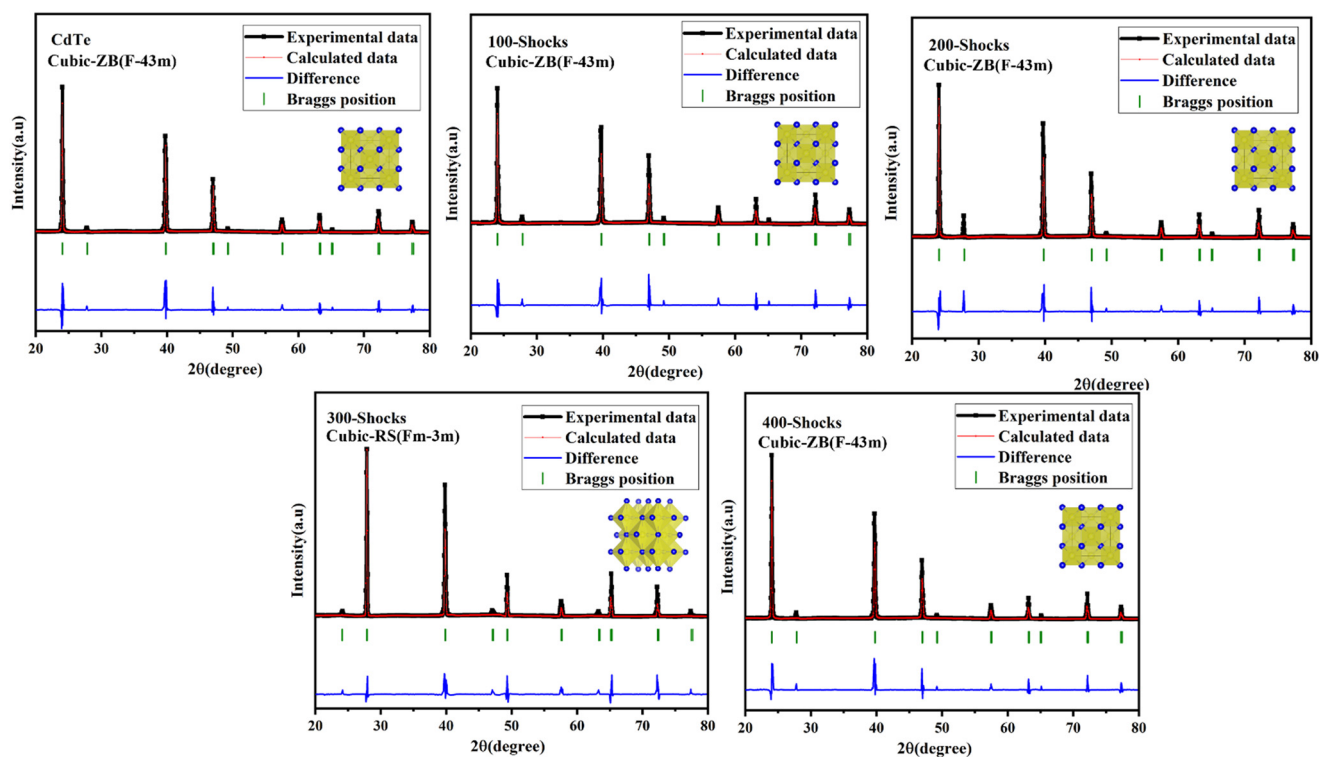 CdTe
Cubic-ZB(F-43m)
Experimental data
Calculated data
Difference
Braggs position
Intensity(a.u)
20 30 40 50 60 70 80
2θ(degree)
100-Shocks
Cubic-ZB(F-43m)
Experimental data
Calculated data
Difference
Braggs position
Intensity(a.u)
20 30 40 50 60 70 80
2θ(degree)
200-Shocks
Cubic-ZB(F-43m)
Experimental data
Calculated data
Difference
Braggs position
Intensity(a.u)
20 30 40 50 60 70 80
2θ(degree)
300-Shocks
Cubic-RS(Fm-3m)
Experimental data
Calculated data
Difference
Braggs position
Intensity(a.u)
20 30 40 50 60 70 80
2θ(degree)
400-Shocks
Cubic-ZB(F-43m)
Experimental data
Calculated data
Difference
Braggs position
Intensity(a.u)
20 30 40 50 60 70 80
2θ(degree)